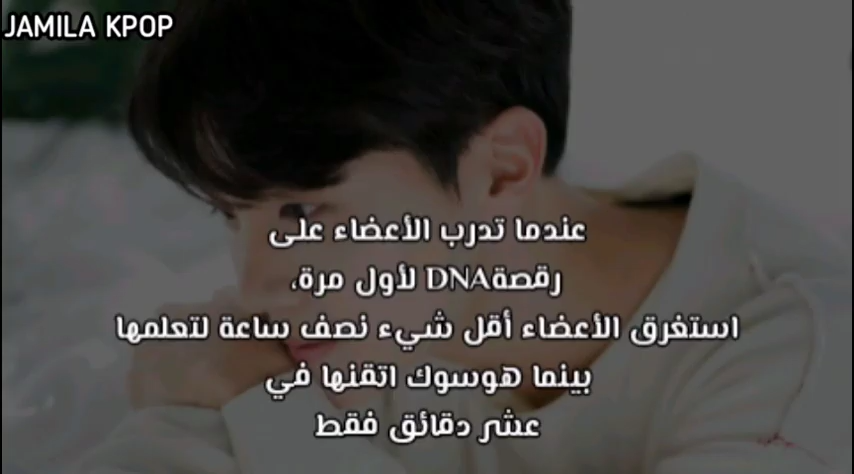 JAMILA KPOP
عندما تدرب الأعضاء على
رقصةDNA لأول مرة،
استغرق الأعضاء أقل شيء نصف ساعة لتعلمها
بينما هوسوك اتقنها في
عشر دقائق فقط